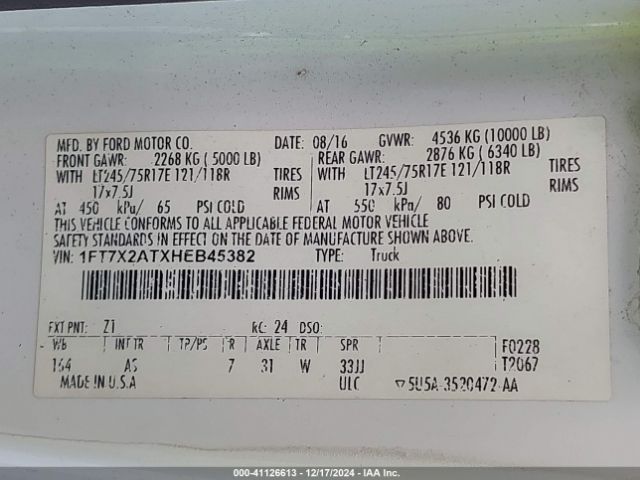 MFD. BY FORD MOTOR CO. DATE: 08/16 GVWR: 4536 KG (10000 LB)
FRONT GAWR: 2268 KG (5000 LB) REAR GAWR: 2876 KG (6340 LB)
WITH LT245/75R17E 121/118R TIRES WITH LT245/75R17E 121/118R TIRES
17x7.5J RIMS 17x7.5J RIMS
AT 450 kPa/ 65 PSI COLD AT 550 kPa/ 80 PSI COLD
THIS VEHICLE CONFORMS TO ALL APPLICABLE FEDERAL MOTOR VEHICLE
SAFETY STANDARDS IN EFFECT ON THE DATE OF MANUFACTURE SHOWN ABOVE.
VIN: 1FT7X2ATXHEB45382 TYPE: Truck
EXT PNT: Z1 RC: 24 DSO:
WB INT TR TP/PS R AXLE TR SPR F0228
164 AS 7 31 W 33JJ T2067
MADE IN U.S.A ULC ▽5U5A-3520472-AA
000-41126613 - 12/17/2024 - IAA Inc.